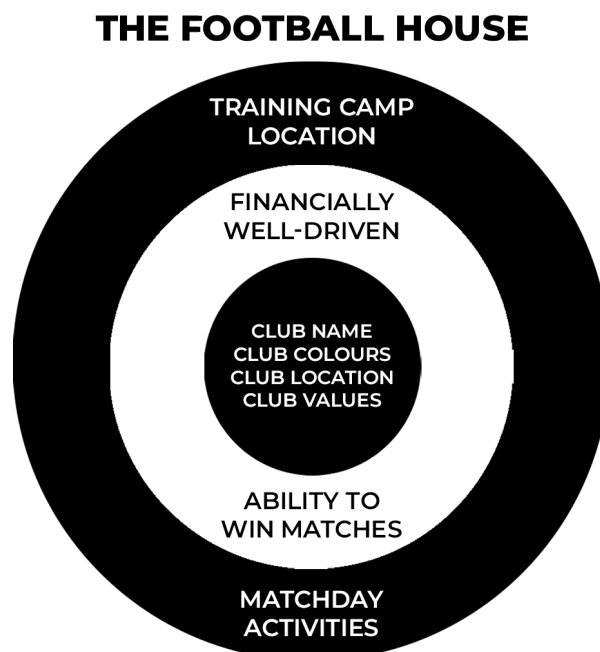 THE FOOTBALL HOUSE
TRAINING CAMP
LOCATION
FINANCIALLY
WELL-DRIVEN
CLUB NAME
CLUB COLOURS
CLUB LOCATION
CLUB VALUES
ABILITY TO
WIN MATCHES
MATCHDAY
ACTIVITIES